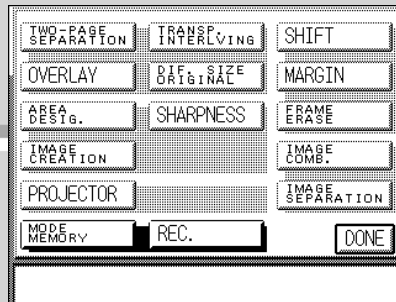 TWO-PAGE
SEPARATION
TRANSP.
INTERLVING
SHIFT
OVERLAY
DIF. SIZE
ORIGINAL
MARGIN
AREA
DESIG.
SHARPNESS
FRAME
ERASE
IMAGE
CREATION
IMAGE
COMB.
PROJECTOR
IMAGE
SEPARATION
MODE
MEMORY
REC.
DONE